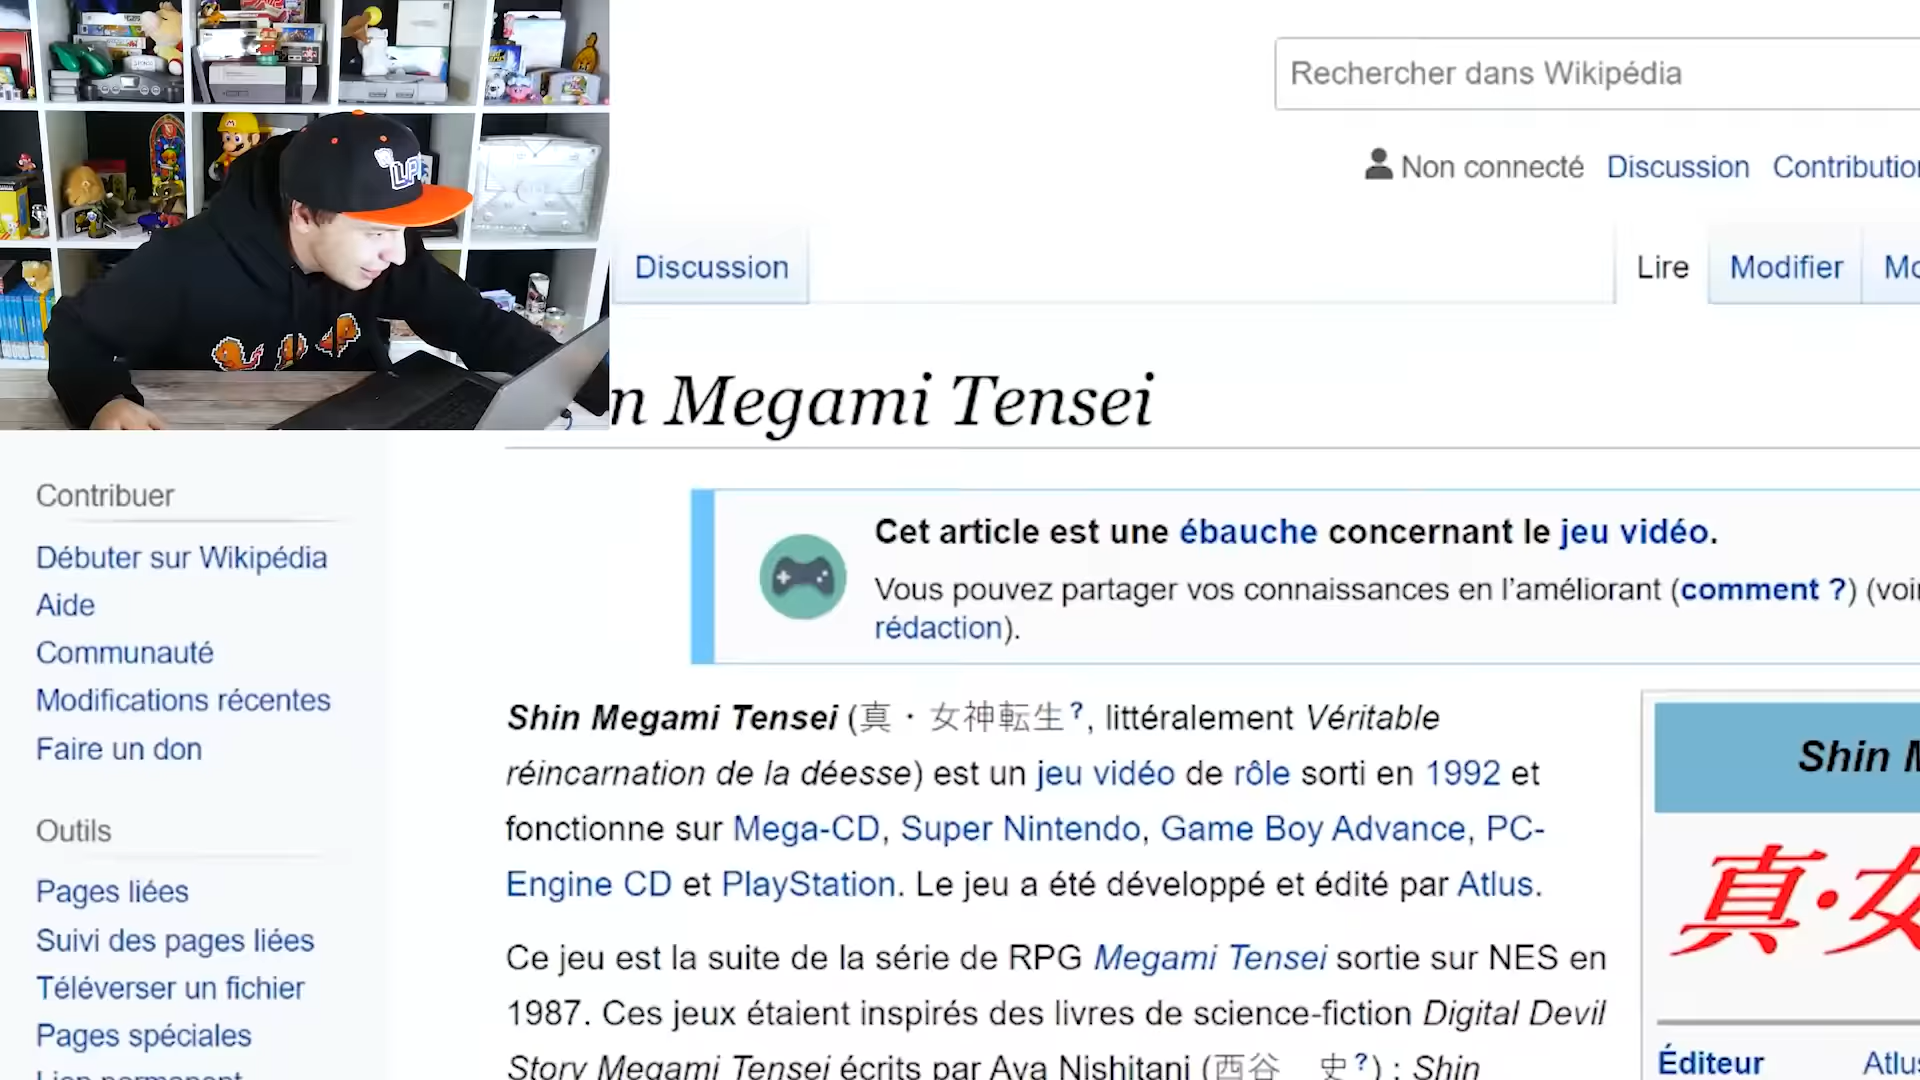 Rechercher dans Wikipédia
Non connecté Discussion
Discussion
Lire Modifier
n Megami Tensei
Contribuer
Débuter sur Wikipédia
Aide
Communauté
Modifications récentes
Faire un don
Outils
Pages liées
Suivi des pages liées
Téléverser un fichier
Pages spéciales
Lien permanent
Cet article est une ébauche concernant le jeu vidéo.
Vous pouvez partager vos connaissances en l'améliorant (comment ?) (voir
rédaction).
Shin Megami Tensei (真・女神転生?, littéralement Véritable
réincarnation de la déesse) est un jeu vidéo de rôle sorti en 1992 et
fonctionne sur Mega-CD, Super Nintendo, Game Boy Advance, PC-
Engine CD et PlayStation. Le jeu a été développé et édité par Atlus.
Ce jeu est la suite de la série de RPG Megami Tensei sortie sur NES en
1987. Ces jeux étaient inspirés des livres de science-fiction Digital Devil
Story Megami Tensei écrits par Aya Nishitani (西谷 史?) : Shin
Shin M
真・女
Éditeur Atlus